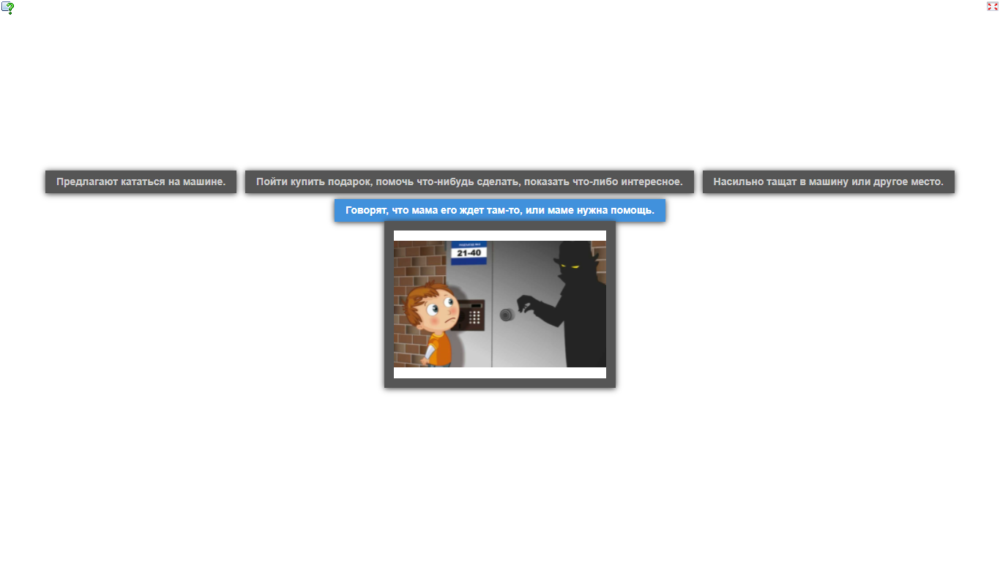 Предлагают кататься на машине.
Пойти купить подарок, помочь что-нибудь сделать, показать что-либо интересное.
Насильно тащат в машину или другое место.
Говорят, что мама его ждет там-то, или маме нужна помощь.
21-40